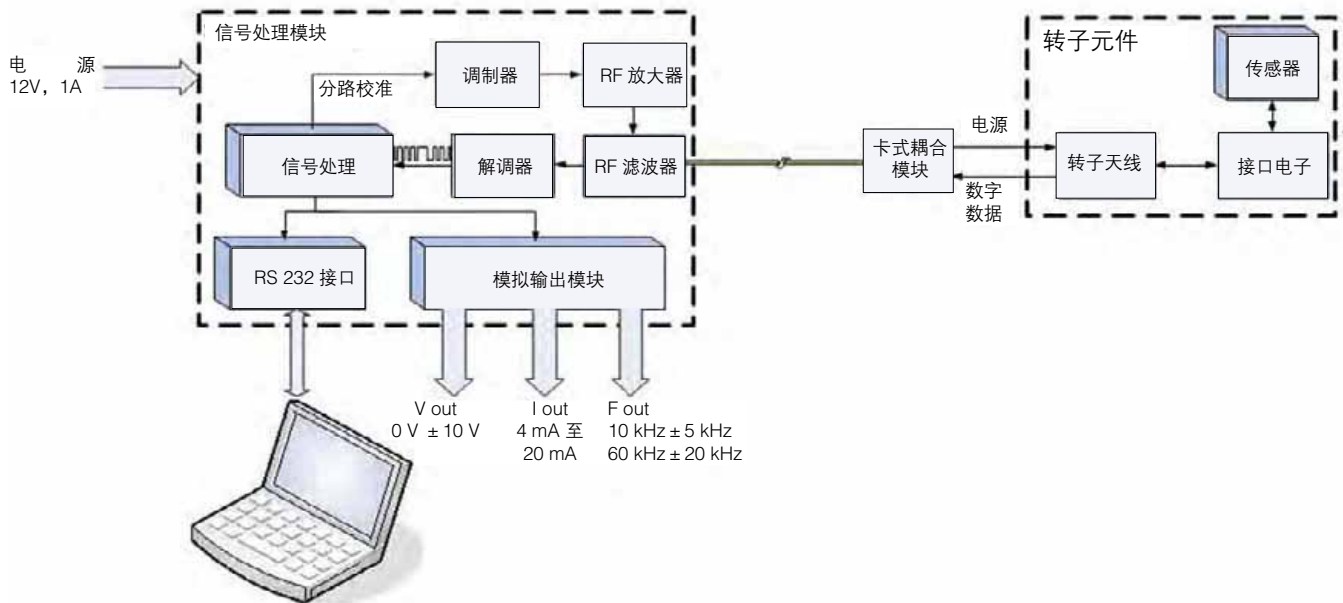 信号处理模块
电 源
12V，1A
分路校准
调制器
RF 放大器
信号处理
解调器
RF 滤波器
RS 232 接口
模拟输出模块
卡式耦合
模块
电源
数字
数据
转子元件
传感器
转子天线
接口电子
V out
0 V ± 10 V
I out
4 mA 至
20 mA
F out
10 kHz ± 5 kHz
60 kHz ± 20 kHz